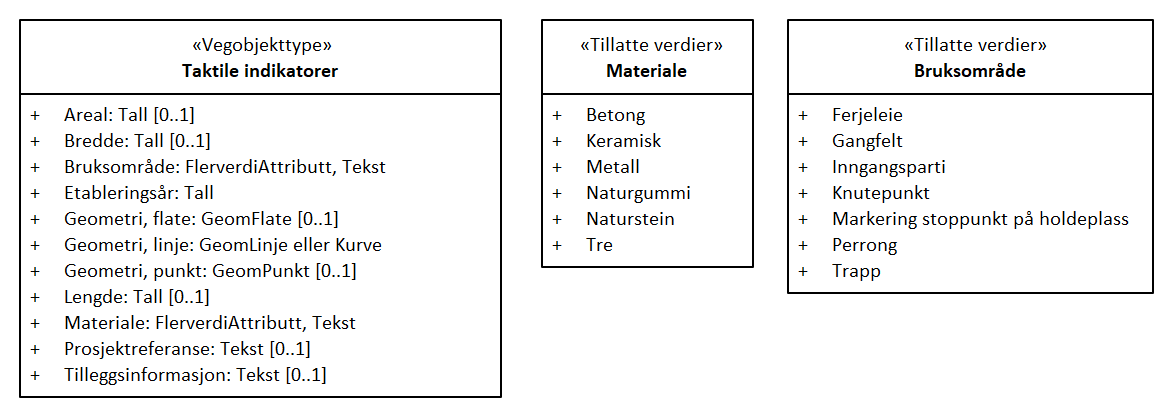 «Vegobjekttype»
Taktile indikatorer
+ Areal: Tall [0..1]
+ Bredde: Tall [0..1]
+ Bruksområde: FlerverdiAttributt, Tekst
+ Etableringsår: Tall
+ Geometri, flate: GeomFlate [0..1]
+ Geometri, linje: GeomLinje eller Kurve
+ Geometri, punkt: GeomPunkt [0..1]
+ Lengde: Tall [0..1]
+ Materiale: FlerverdiAttributt, Tekst
+ Prosjektreferanse: Tekst [0..1]
+ Tilleggsinformasjon: Tekst [0..1]
«Tillatte verdier»
Materiale
+ Betong
+ Keramisk
+ Metall
+ Naturgummi
+ Naturstein
+ Tre
«Tillatte verdier»
Bruksområde
+ Ferjeleie
+ Gangfelt
+ Inngangsparti
+ Knutepunkt
+ Markering stoppunkt på holdeplass
+ Perrong
+ Trapp